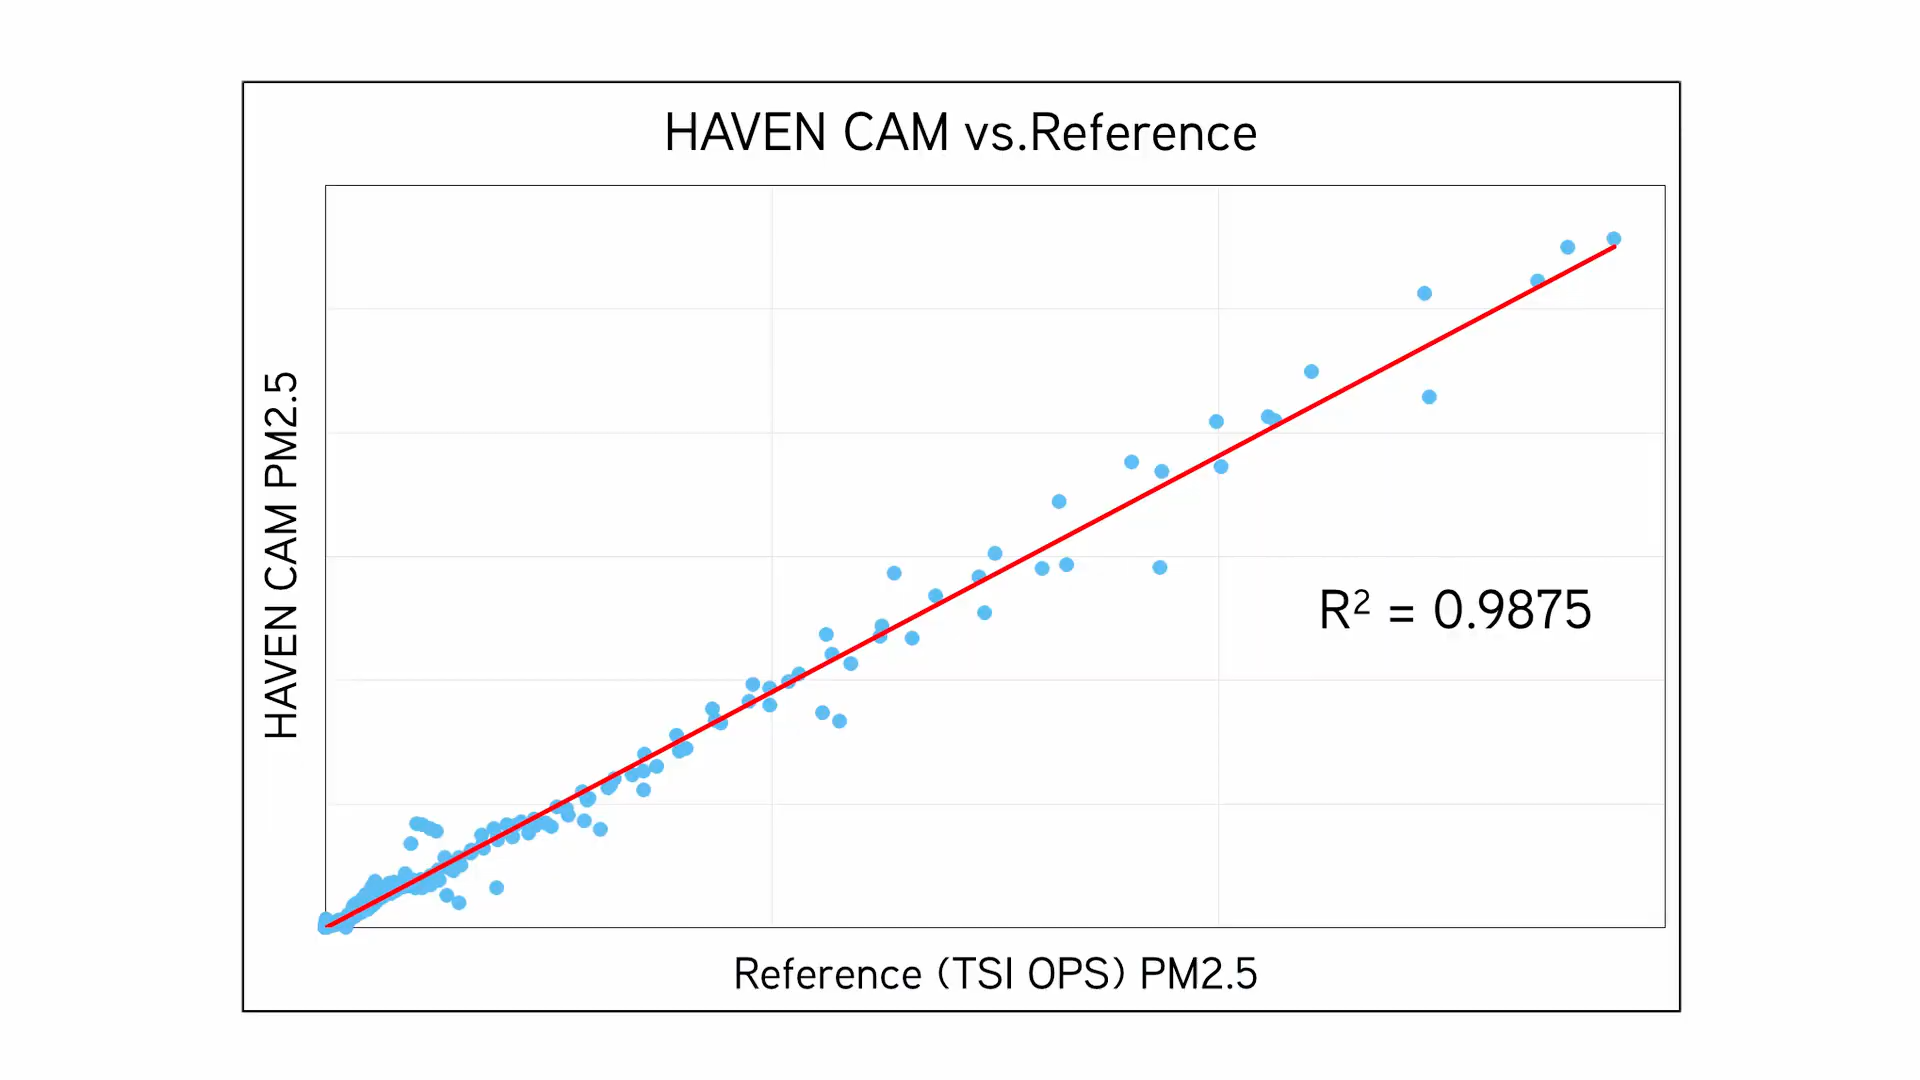 HAVEN CAM vs.Reference
HAVEN CAM PM2.5
R² = 0.9875
Reference (TSI OPS) PM2.5